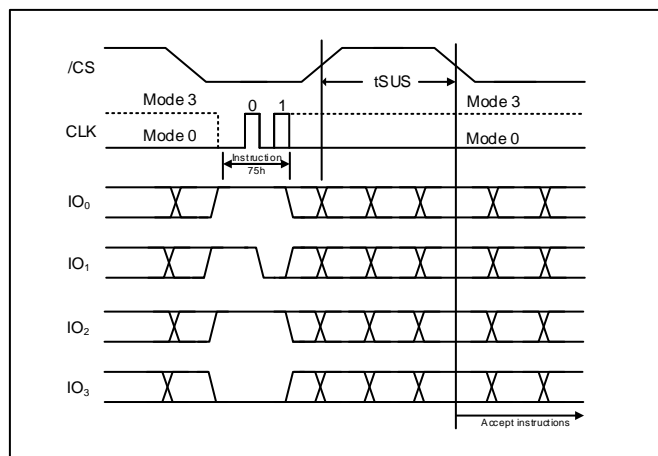 /CS
tSUS
Mode 3
0 1
Mode 3
CLK
Mode 0
Mode 0
Instruction
75h
IO₀
IO₁
IO₂
IO₃
Accept instructions